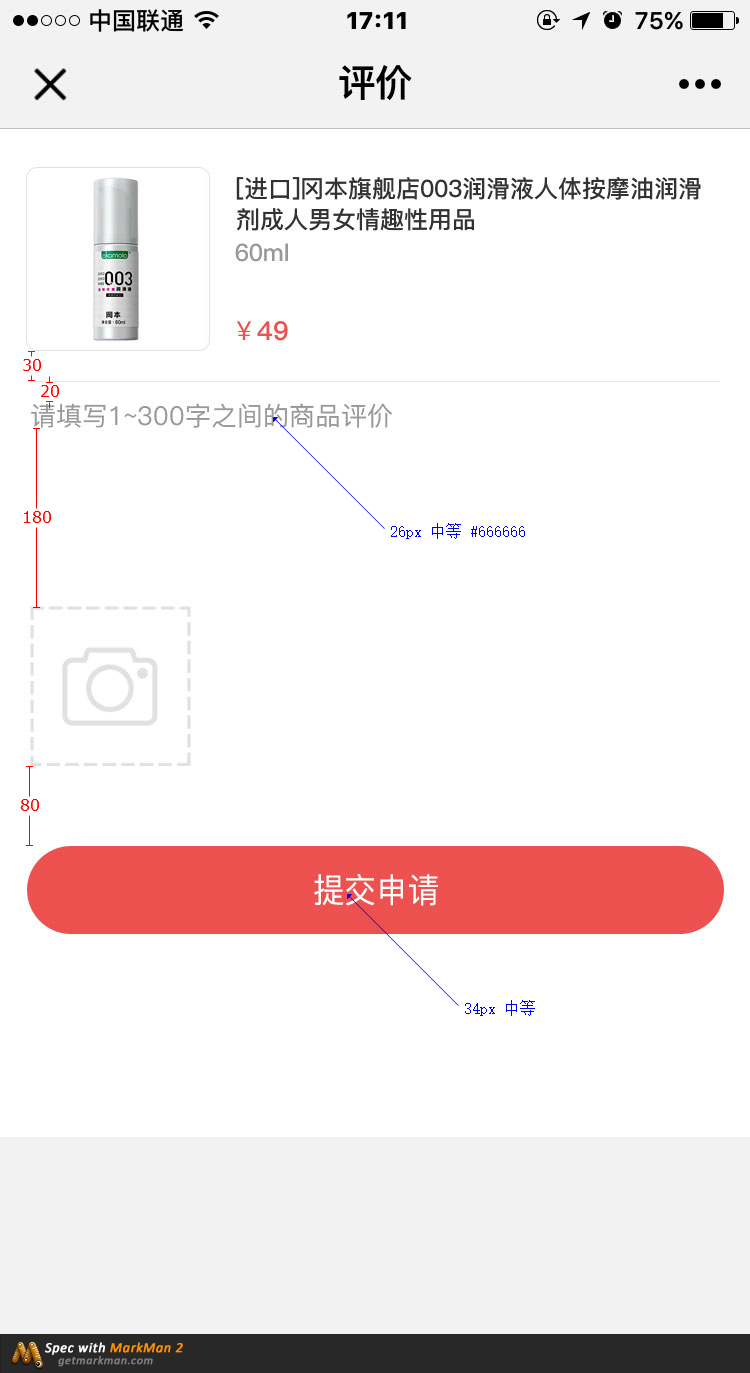 中国联通 17:11 75%
评价
[进口]冈本旗舰店003润滑液人体按摩油润滑
剂成人男女情趣性用品
60ml
okamoto
003
润滑液
冈本
¥49
30
20
请填写1~300字之间的商品评价
180
26px 中等 #666666
80
提交申请
34px 中等
Spec with MarkMan 2
getmarkman.com